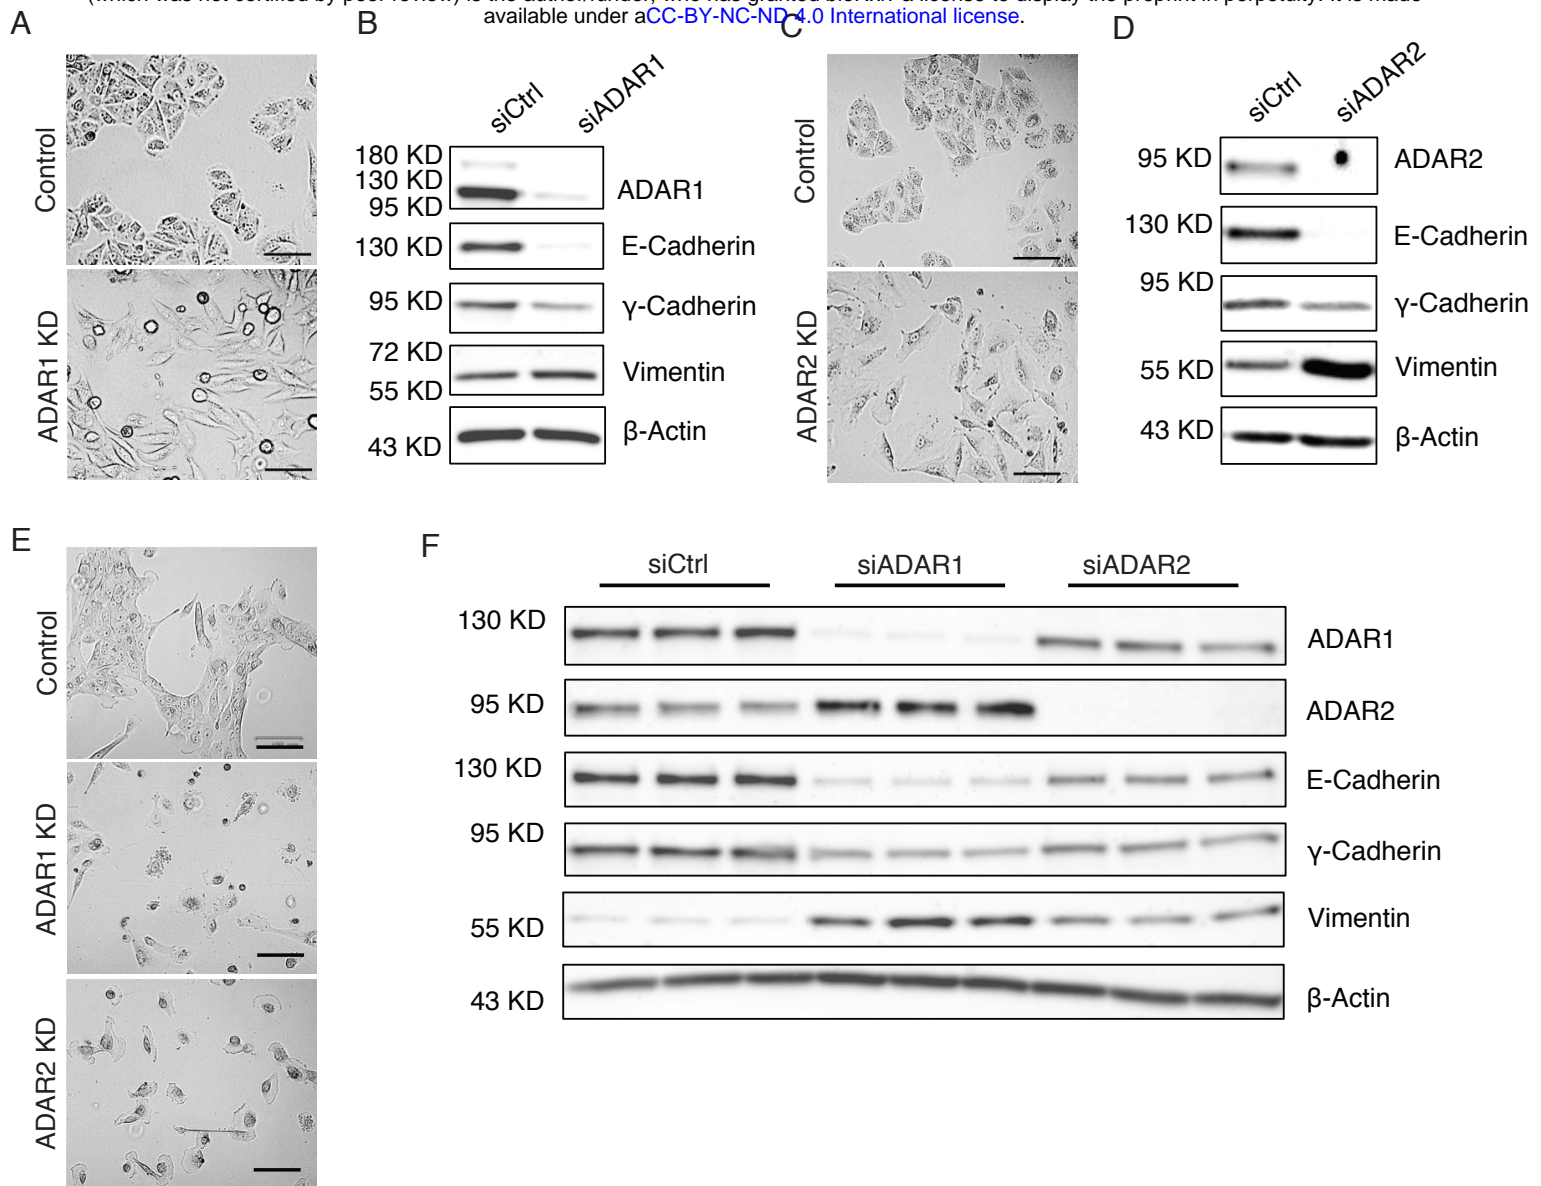 available under aCC-BY-NC-ND 4.0 International license.
A
Control
ADAR1 KD
B
siCtrl
siADAR1
180 KD
130 KD
95 KD
ADAR1
130 KD
E-Cadherin
95 KD
γ-Cadherin
72 KD
55 KD
Vimentin
43 KD
β-Actin
C
Control
ADAR2 KD
D
siCtrl
siADAR2
95 KD
ADAR2
130 KD
E-Cadherin
95 KD
γ-Cadherin
55 KD
Vimentin
43 KD
β-Actin
E
Control
ADAR1 KD
ADAR2 KD
F
siCtrl
siADAR1
siADAR2
130 KD
ADAR1
95 KD
ADAR2
130 KD
E-Cadherin
95 KD
γ-Cadherin
55 KD
Vimentin
43 KD
β-Actin